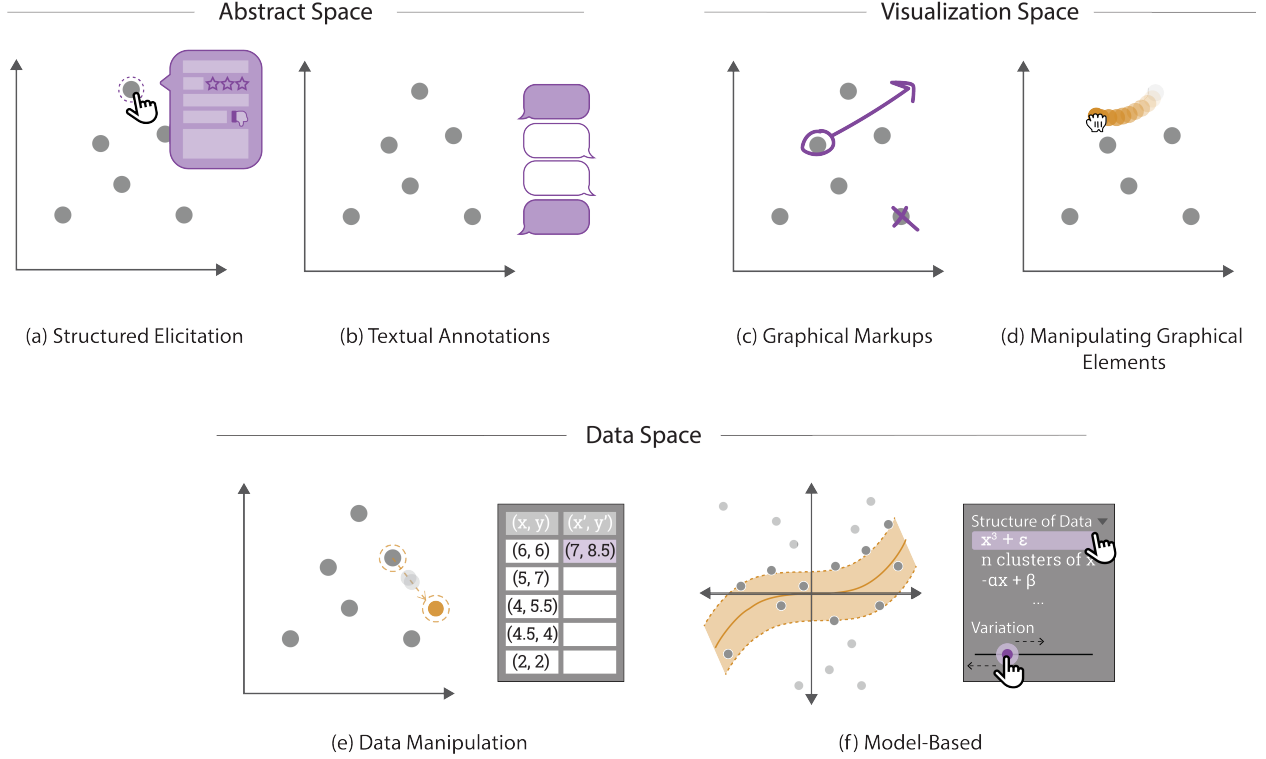 Abstract Space
Visualization Space
(a) Structured Elicitation
(b) Textual Annotations
(c) Graphical Markups
(d) Manipulating Graphical
Elements
Data Space
(x, y) (x’, y’)
(6, 6) (7, 8.5)
(5, 7)
(4, 5.5)
(4.5, 4)
(2, 2)
Structure of Data
x³ + ε
n clusters of x
-αx + β
...
Variation
(e) Data Manipulation
(f) Model-Based